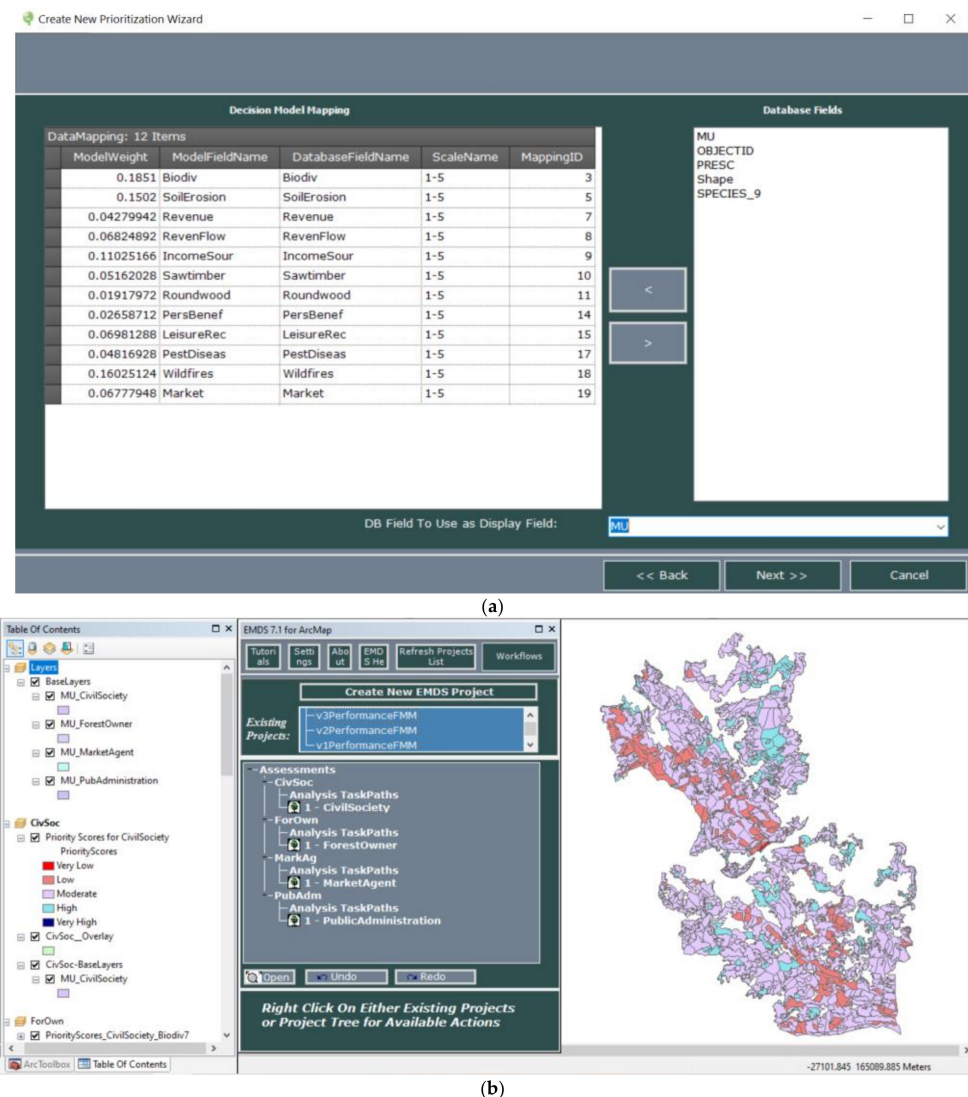 Create New Prioritization Wizard
Decision Model Mapping
Database Fields
DataMapping: 12 Items
ModelWeight ModelFieldName DatabaseFieldName ScaleName MappingID
0.1851 Biodiv Biodiv 1-5 3
0.1502 SoilErosion SoilErosion 1-5 5
0.04279942 Revenue Revenue 1-5 7
0.06824892 RevenFlow RevenFlow 1-5 8
0.11025166 IncomeSour IncomeSour 1-5 9
0.05162028 Sawtimber Sawtimber 1-5 10
0.01917972 Roundwood Roundwood 1-5 11
0.02658712 PersBenef PersBenef 1-5 14
0.06981288 LeisureRec LeisureRec 1-5 15
0.04816928 PestDiseas PestDiseas 1-5 17
0.16025124 Wildfires Wildfires 1-5 18
0.06777948 Market Market 1-5 19
MU
OBJECTID
PRESC
Shape
SPECIES_9
<
>
DB Field To Use as Display Field:
MU
<< Back
Next >>
Cancel
(a)
Table Of Contents
Layers
BaseLayers
MU_CivilSociety
MU_ForestOwner
MU_MarketAgent
MU_PubAdministration
CivSoc
Priority Scores for CivilSociety
PriorityScores
Very Low
Low
Moderate
High
Very High
CivSoc__Overlay
CivSoc-BaseLayers
MU_CivilSociety
ForOwn
PriorityScores_CivilSociety_Biodiv7
ArcToolbox
Table Of Contents
EMDS 7.1 for ArcMap
Tutori
als
Setti
ngs
Abo
ut
EMD
S He
Refresh Projects
List
Workflows
Create New EMDS Project
Existing
Projects:
v3PerformanceFMM
v2PerformanceFMM
v1PerformanceFMM
Assessments
CivSoc
Analysis TaskPaths
1 - CivilSociety
ForOwn
Analysis TaskPaths
1 - ForestOwner
MarkAg
Analysis TaskPaths
1 - MarketAgent
PubAdm
Analysis TaskPaths
1 - PublicAdministration
Open
Undo
Redo
Right Click On Either Existing Projects
or Project Tree for Available Actions
-27101.845 165089.885 Meters
(b)